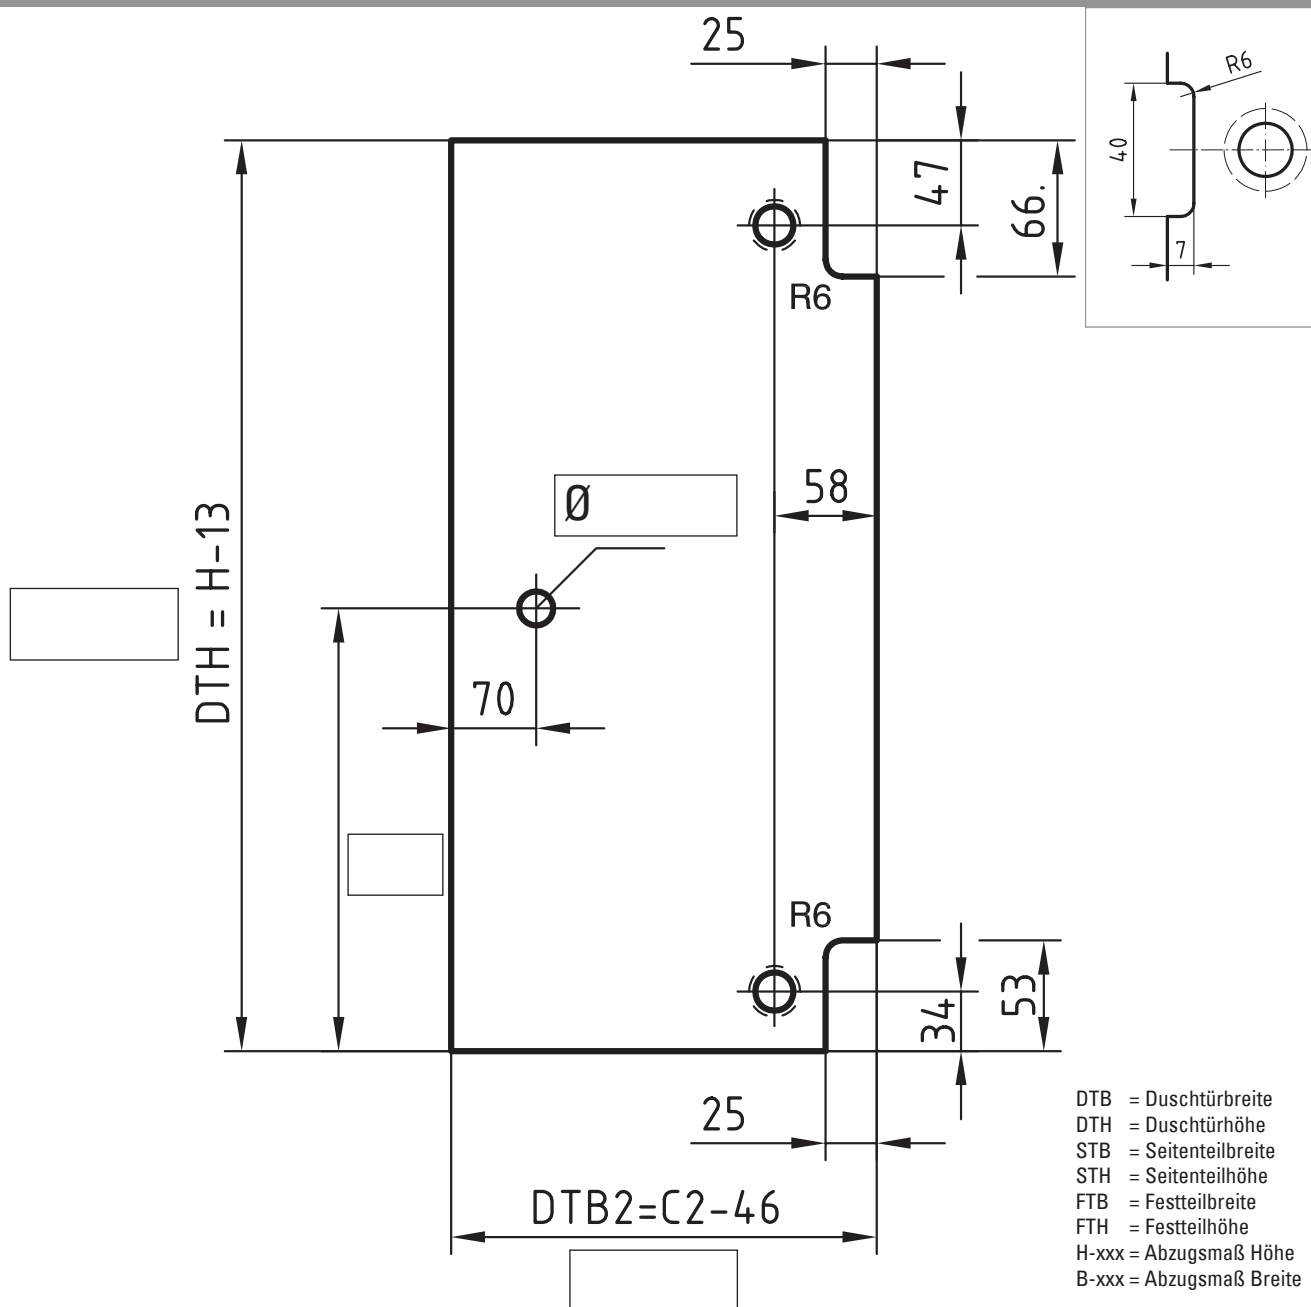 25
R6
40
7
47
66.
R6
58
Ø
DTH = H-13
70
R6
53
34
25
DTB2=C2-46
DTB = Duschtürbreite
DTH = Duschtürhöhe
STB = Seitenteilbreite
STH = Seitenteilhöhe
FTB = Festteilbreite
FTH = Festteilhöhe
H-xxx = Abzugsmaß Höhe
B-xxx = Abzugsmaß Breite